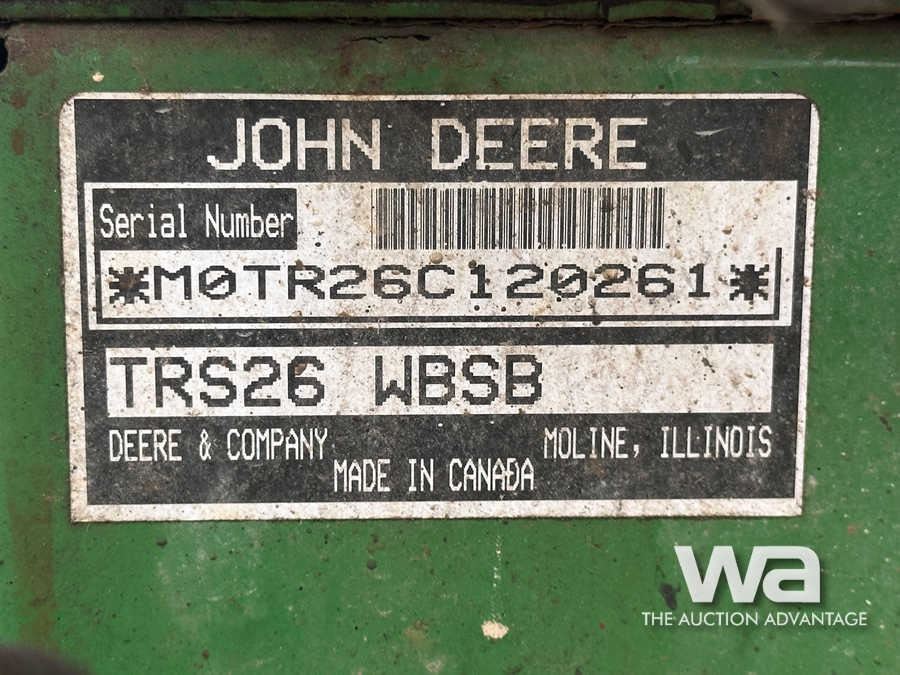 JOHN DEERE
Serial Number
*M0TR26C120261*
TRS26 WBSB
DEERE & COMPANY MOLINE, ILLINOIS
MADE IN CANADA
wa
THE AUCTION ADVANTAGE